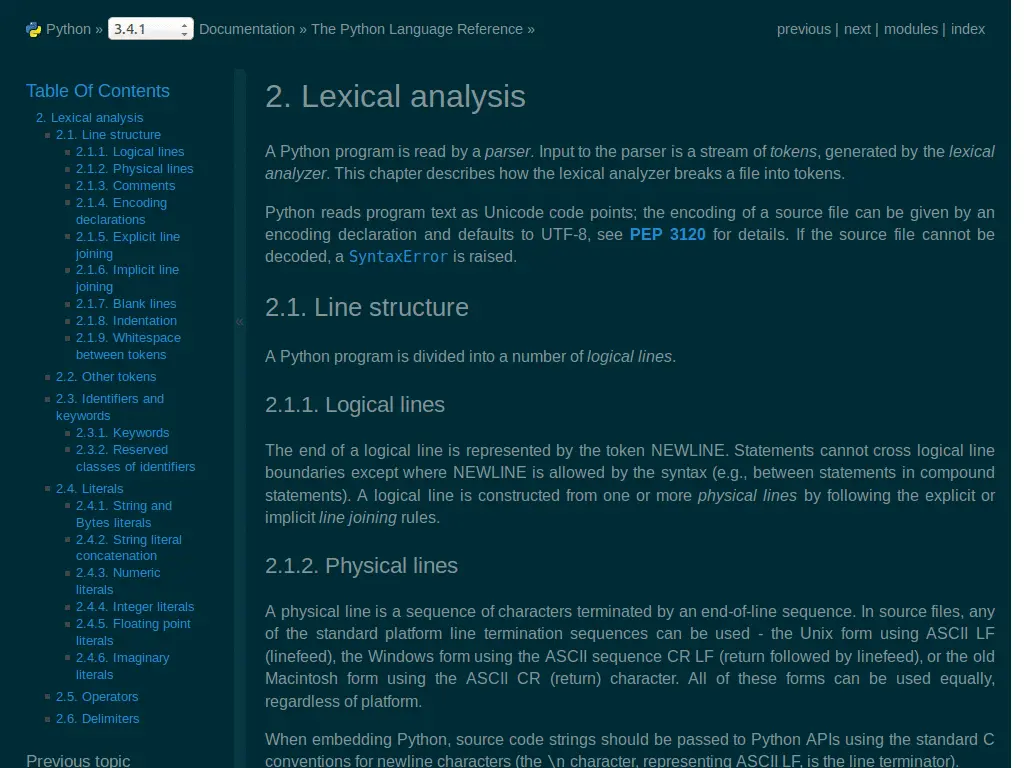 Python » 3.4.1 Documentation » The Python Language Reference »
previous | next | modules | index
Table Of Contents
2. Lexical analysis
2.1. Line structure
2.1.1. Logical lines
2.1.2. Physical lines
2.1.3. Comments
2.1.4. Encoding
declarations
2.1.5. Explicit line
joining
2.1.6. Implicit line
joining
2.1.7. Blank lines
2.1.8. Indentation
2.1.9. Whitespace
between tokens
2.2. Other tokens
2.3. Identifiers and
keywords
2.3.1. Keywords
2.3.2. Reserved
classes of identifiers
2.4. Literals
2.4.1. String and
Bytes literals
2.4.2. String literal
concatenation
2.4.3. Numeric
literals
2.4.4. Integer literals
2.4.5. Floating point
literals
2.4.6. Imaginary
literals
2.5. Operators
2.6. Delimiters
Previous topic
«
2. Lexical analysis
A Python program is read by a parser. Input to the parser is a stream of tokens, generated by the lexical
analyzer. This chapter describes how the lexical analyzer breaks a file into tokens.
Python reads program text as Unicode code points; the encoding of a source file can be given by an
encoding declaration and defaults to UTF-8, see PEP 3120 for details. If the source file cannot be
decoded, a SyntaxError is raised.
2.1. Line structure
A Python program is divided into a number of logical lines.
2.1.1. Logical lines
The end of a logical line is represented by the token NEWLINE. Statements cannot cross logical line
boundaries except where NEWLINE is allowed by the syntax (e.g., between statements in compound
statements). A logical line is constructed from one or more physical lines by following the explicit or
implicit line joining rules.
2.1.2. Physical lines
A physical line is a sequence of characters terminated by an end-of-line sequence. In source files, any
of the standard platform line termination sequences can be used - the Unix form using ASCII LF
(linefeed), the Windows form using the ASCII sequence CR LF (return followed by linefeed), or the old
Macintosh form using the ASCII CR (return) character. All of these forms can be used equally,
regardless of platform.
When embedding Python, source code strings should be passed to Python APIs using the standard C
conventions for newline characters (the \n character, representing ASCII LF, is the line terminator).